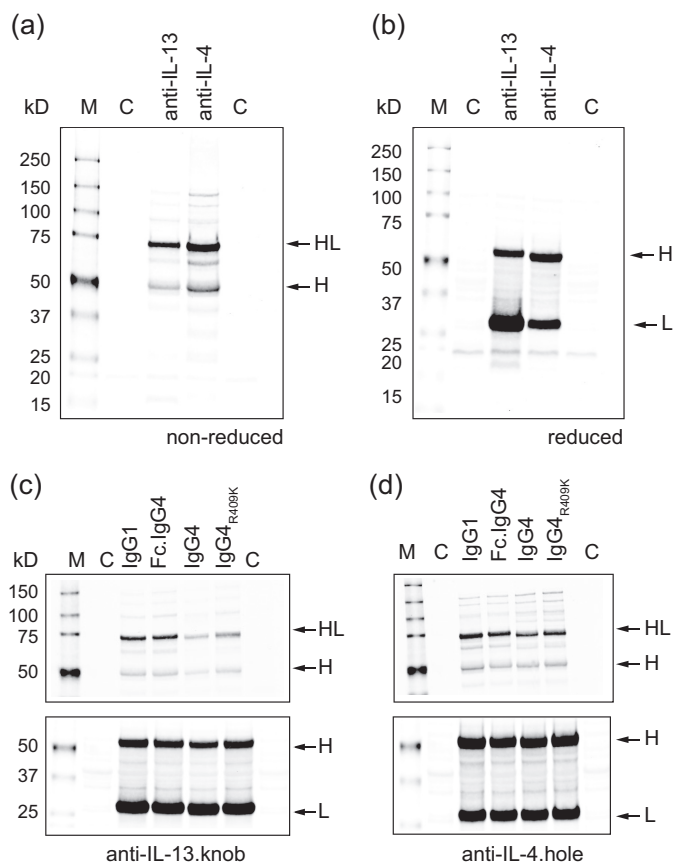 (a)
kD M C anti-IL-13 anti-IL-4 C
250
150
100
75
50
37
25
20
15
HL
H
non-reduced
(b)
kD M C anti-IL-13 anti-IL-4 C
250
150
100
75
50
37
25
20
15
H
L
reduced
(c)
kD M C IgG1 Fc.IgG4 IgG4 IgG4R409K C
150
100
75
50
HL
H
50
37
25
H
L
anti-IL-13.knob
(d)
M C IgG1 Fc.IgG4 IgG4 IgG4R409K C
HL
H
H
L
anti-IL-4.hole